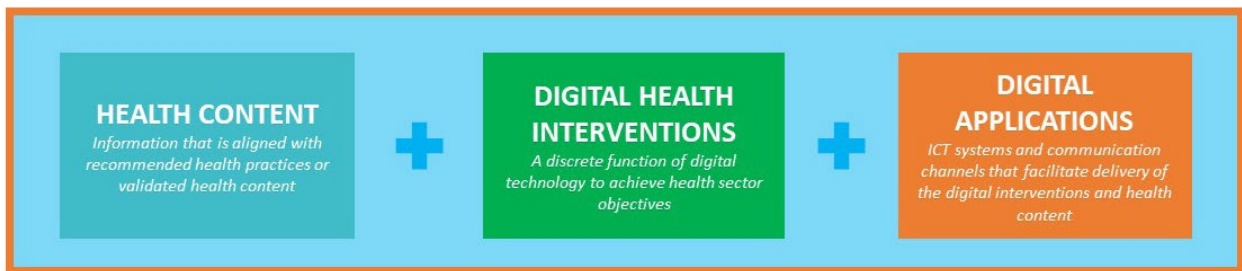 HEALTH CONTENT
Information that is aligned with
recommended health practices or
validated health content
DIGITAL HEALTH
INTERVENTIONS
A discrete function of digital
technology to achieve health sector
objectives
DIGITAL
APPLICATIONS
ICT systems and communication
channels that facilitate delivery of
the digital interventions and health
content